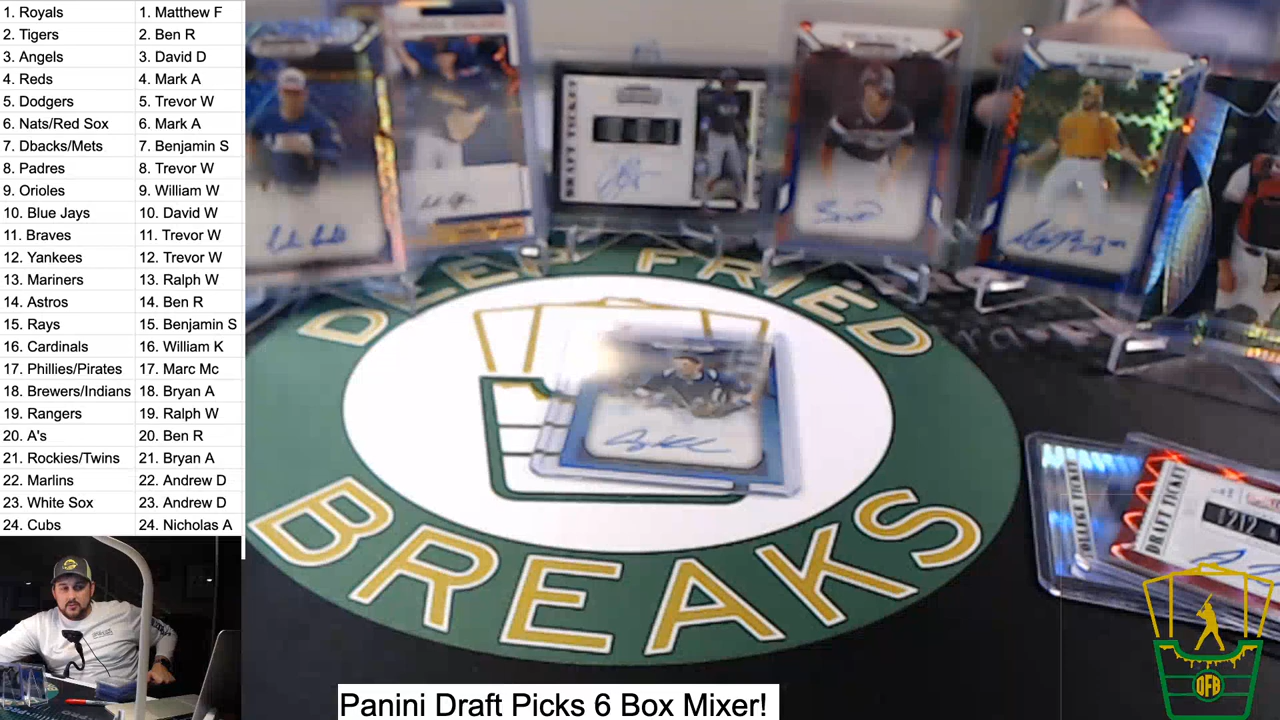 1. Royals 1. Matthew F
2. Tigers 2. Ben R
3. Angels 3. David D
4. Reds 4. Mark A
5. Dodgers 5. Trevor W
6. Nats/Red Sox 6. Mark A
7. Dbacks/Mets 7. Benjamin S
8. Padres 8. Trevor W
9. Orioles 9. William W
10. Blue Jays 10. David W
11. Braves 11. Trevor W
12. Yankees 12. Trevor W
13. Mariners 13. Ralph W
14. Astros 14. Ben R
15. Rays 15. Benjamin S
16. Cardinals 16. William K
17. Phillies/Pirates 17. Marc Mc
18. Brewers/Indians 18. Bryan A
19. Rangers 19. Ralph W
20. A's 20. Ben R
21. Rockies/Twins 21. Bryan A
22. Marlins 22. Andrew D
23. White Sox 23. Andrew D
24. Cubs 24. Nicholas A
DRAFT TICKET
DEEP FRIED
BREAKS
COLLEGE TICKET
DRAFT TICKET
DFB
Panini Draft Picks 6 Box Mixer!